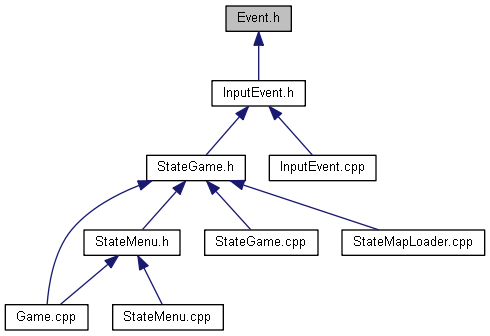 Event.h
InputEvent.h
StateGame.h
InputEvent.cpp
StateMenu.h
StateGame.cpp
StateMapLoader.cpp
Game.cpp
StateMenu.cpp